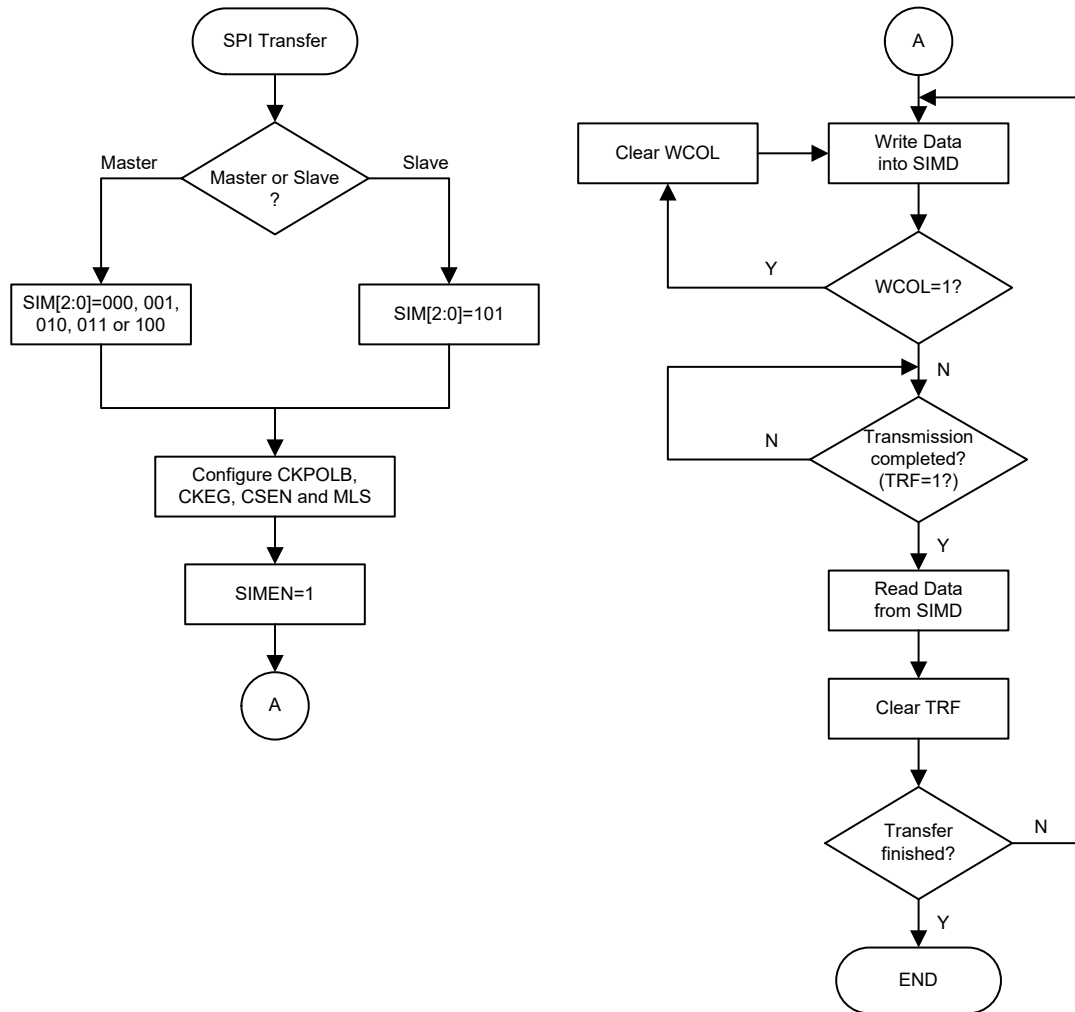 SPI Transfer
Master
Slave
Master or Slave
?
SIM[2:0]=000, 001,
010, 011 or 100
SIM[2:0]=101
Configure CKPOLB,
CKEG, CSEN and MLS
SIMEN=1
A
A
Clear WCOL
Write Data
into SIMD
Y
WCOL=1?
N
N
Transmission
completed?
(TRF=1?)
Y
Read Data
from SIMD
Clear TRF
Transfer
finished?
N
Y
END